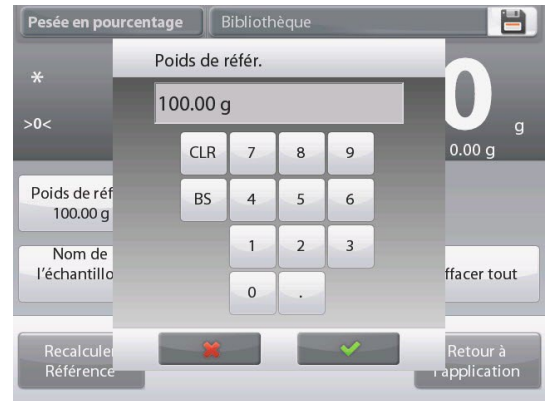 Pesée en pourcentage Bibliothèque
Poids de référ.
*
100.00 g
0 g
>0<
0.00 g
CLR 7 8 9
Poids de réf
100.00 g
BS 4 5 6
1 2 3
Nom de
l'échantillo
ffacer tout
0 .
Recalcule
Référence
Retour à
l'application